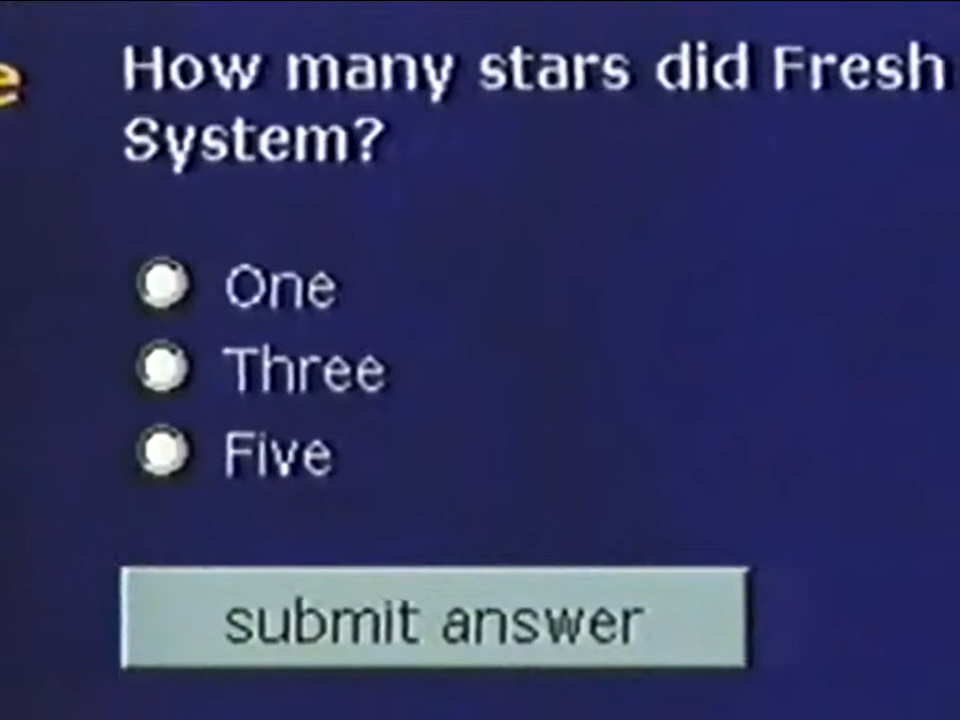 e
How many stars did Fresh
System?
One
Three
Five
submit answer